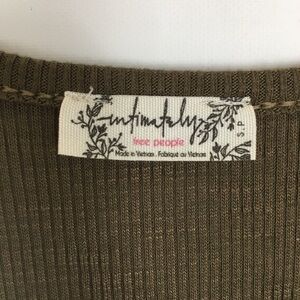 intimately
free people
Made in Vietnam . Fabriqué au Vietnam
S.P